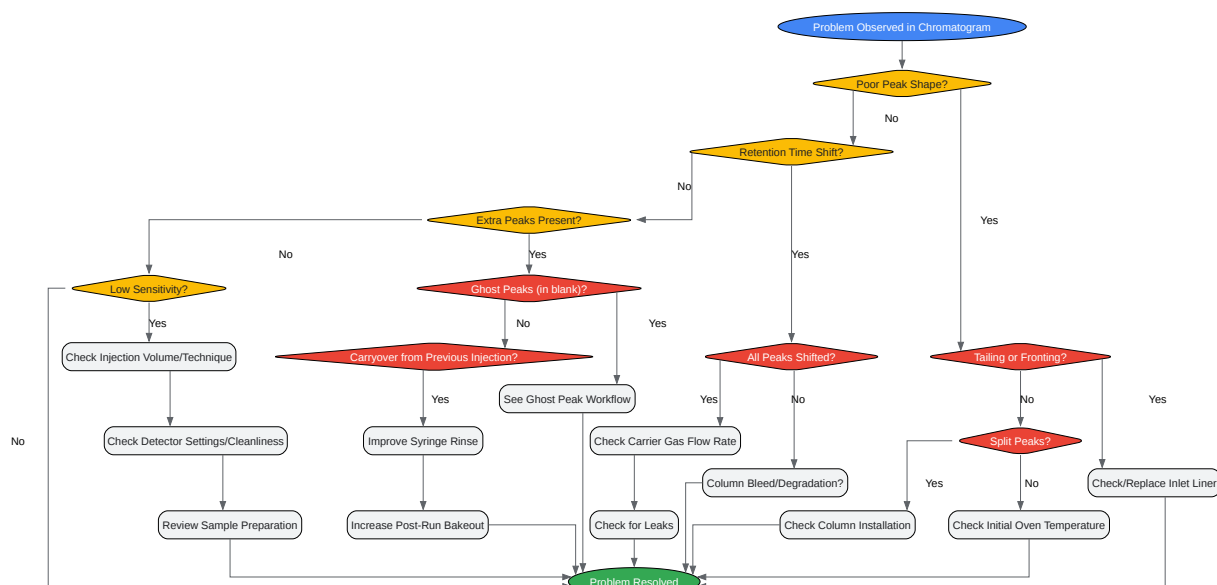 Problem Observed in Chromatogram
Poor Peak Shape?
No
Retention Time Shift?
No
Extra Peaks Present?
Yes
No
Yes
Yes
Low Sensitivity?
Ghost Peaks (in blank)?
Yes
No
Yes
Check Injection Volume/Technique
Carryover from Previous Injection?
All Peaks Shifted?
Tailing or Fronting?
Yes
See Ghost Peak Workflow
Yes
No
No
Yes
No
Check Detector Settings/Cleanliness
Improve Syringe Rinse
Check Carrier Gas Flow Rate
Split Peaks?
Column Bleed/Degradation?
Yes
No
Check/Replace Inlet Liner
Review Sample Preparation
Increase Post-Run Bakeout
Check for Leaks
Check Column Installation
Check Initial Oven Temperature
Problem Resolved